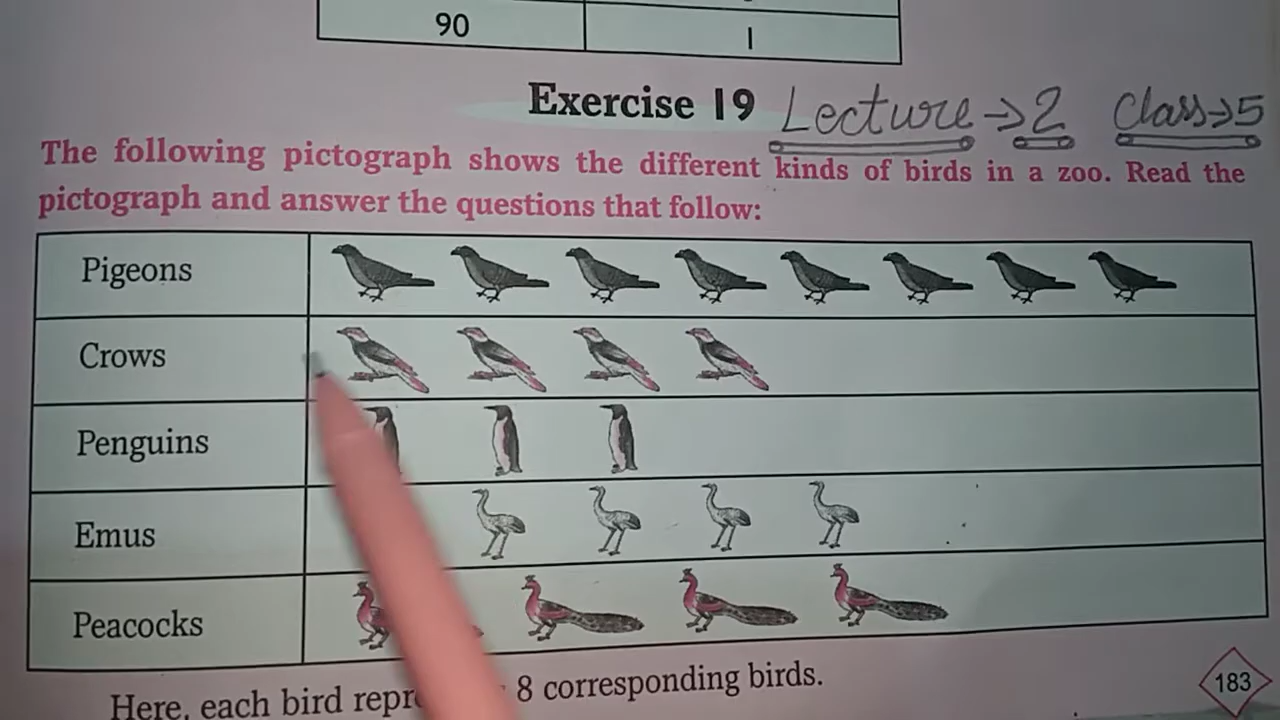 90 1
Exercise 19 Lecture → 2 Class → 5
The following pictograph shows the different kinds of birds in a zoo. Read the
pictograph and answer the questions that follow:
Pigeons
Crows
Penguins
Emus
Peacocks
Here, each bird 8 corresponding birds.
183